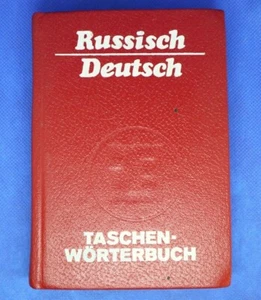 Russisch
Deutsch
TASCHEN-
WÖRTERBUCH